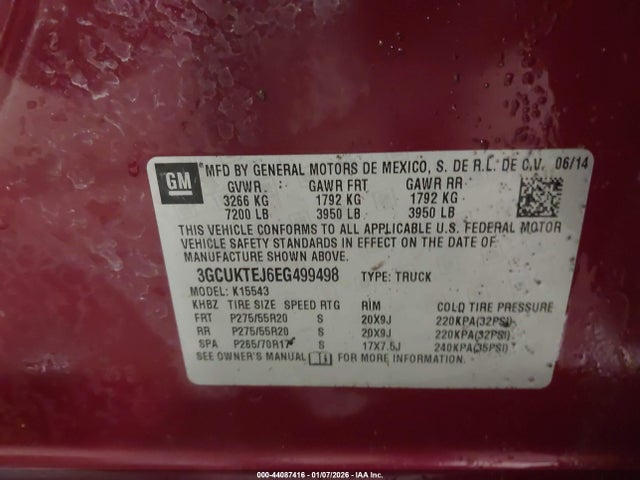 GM
MFD BY GENERAL MOTORS DE MEXICO, S. DE R.L. DE C.V. 06/14
GVWR GAWR FRT GAWR RR
3266 KG 1792 KG 1792 KG
7200 LB 3950 LB 3950 LB
THIS VEHICLE CONFORMS TO ALL APPLICABLE U.S. FEDERAL MOTOR
VEHICLE SAFETY STANDARDS IN EFFECT ON THE DATE OF
MANUFACTURE SHOWN ABOVE.
3GCUKTEJ6EG499498 TYPE: TRUCK
MODEL: K15543
KHBZ TIRE SIZE SPEED RTG RIM COLD TIRE PRESSURE
FRT P275/55R20 S 20X9J 220KPA(32PSI)
RR P275/55R20 S 20X9J 220KPA(32PSI)
SPA P265/70R17 S 17X7.5J 240KPA(35PSI)
SEE OWNER'S MANUAL FOR MORE INFORMATION.
000-44087416 - 01/07/2026 - IAA Inc.